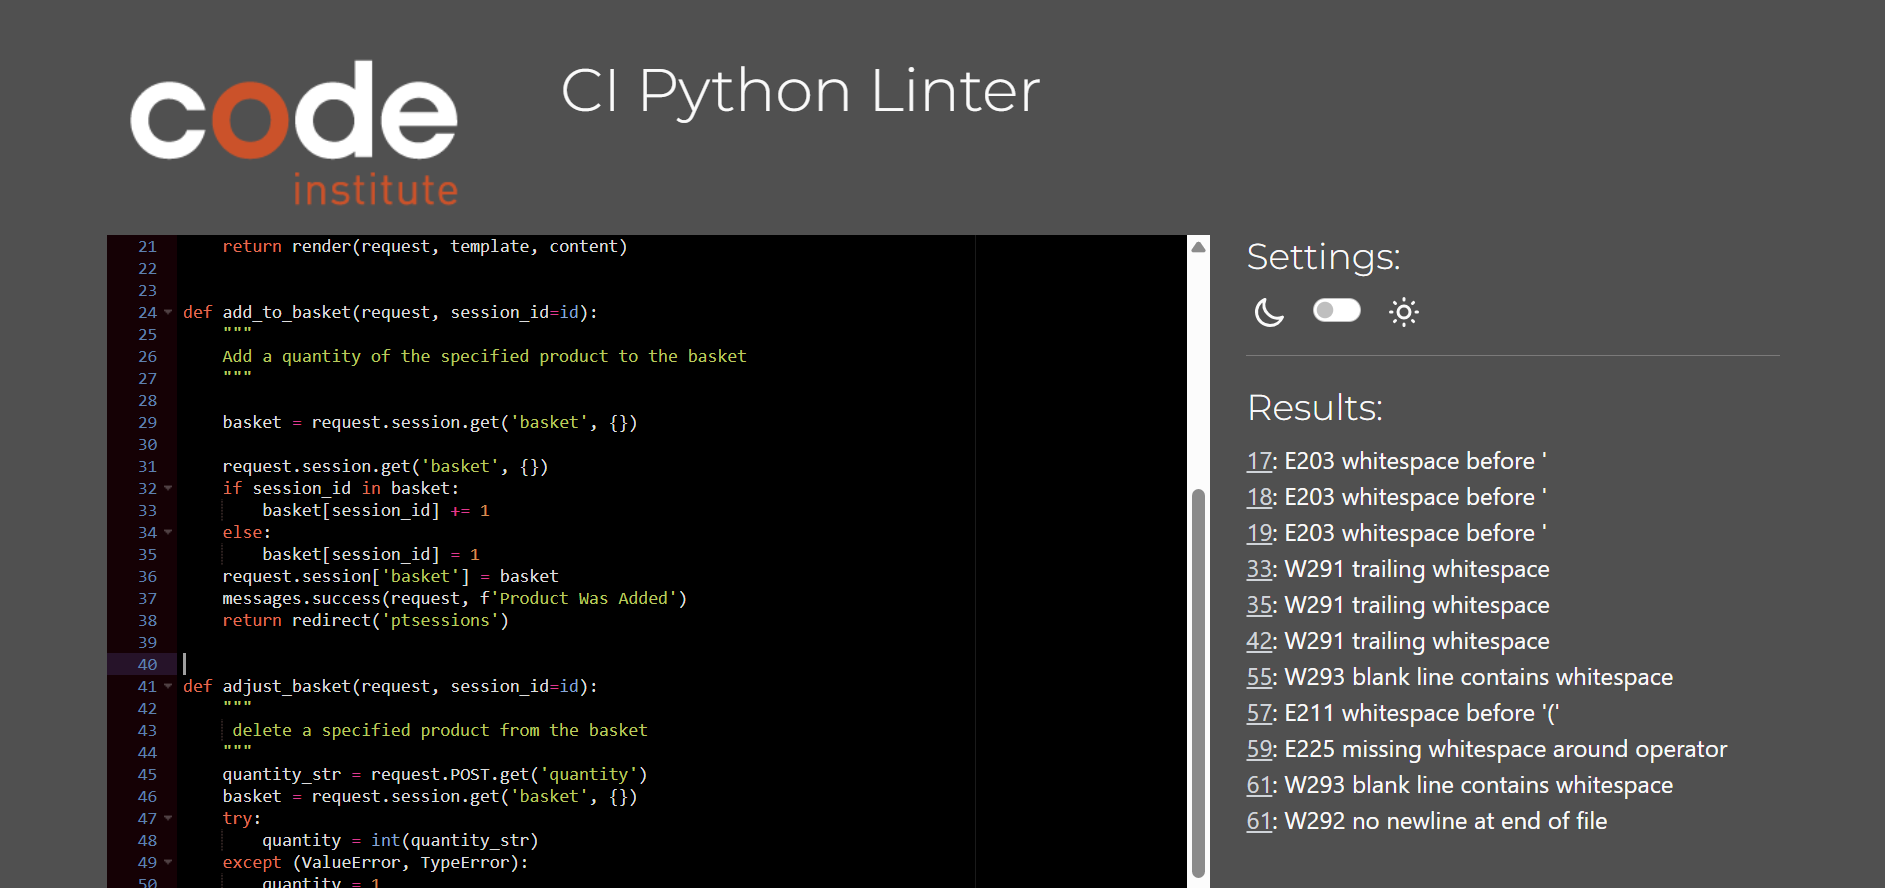 code
institute
CI Python Linter
21 return render(request, template, content)
22
23
24 def add_to_basket(request, session_id=id):
25 """
26 Add a quantity of the specified product to the basket
27 """
28
29 basket = request.session.get('basket', {})
30
31 request.session.get('basket', {})
32 if session_id in basket:
33 basket[session_id] += 1
34 else:
35 basket[session_id] = 1
36 request.session['basket'] = basket
37 messages.success(request, f'Product Was Added')
38 return redirect('ptsessions')
39
40
41 def adjust_basket(request, session_id=id):
42 """
43 delete a specified product from the basket
44 """
45 quantity_str = request.POST.get('quantity')
46 basket = request.session.get('basket', {})
47 try:
48 quantity = int(quantity_str)
49 except (ValueError, TypeError):
50 quantity = 1
Settings:
Results:
17: E203 whitespace before '
18: E203 whitespace before '
19: E203 whitespace before '
33: W291 trailing whitespace
35: W291 trailing whitespace
42: W291 trailing whitespace
55: W293 blank line contains whitespace
57: E211 whitespace before '('
59: E225 missing whitespace around operator
61: W293 blank line contains whitespace
61: W292 no newline at end of file